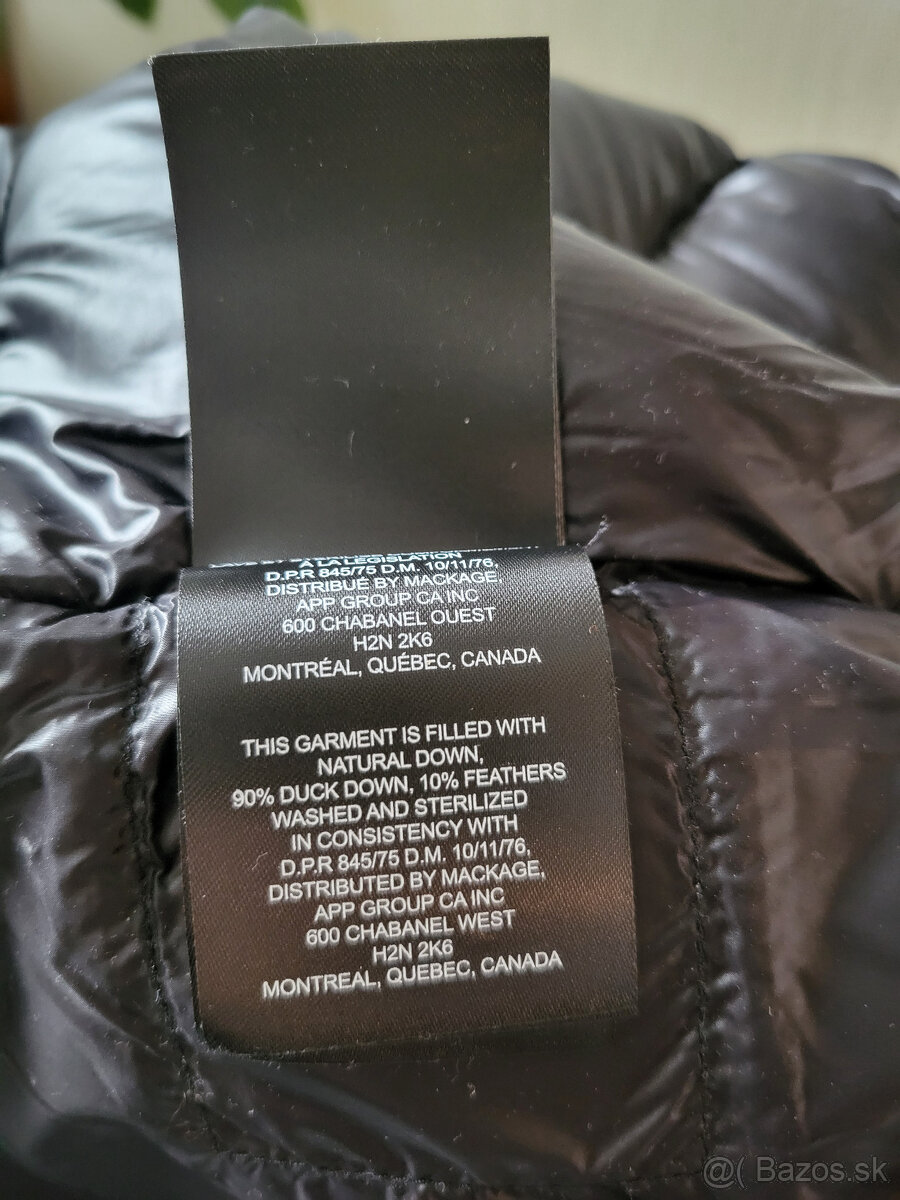 À LA LÉGISLATION
D.P.R 845/75 D.M. 10/11/76,
DISTRIBUÉ BY MACKAGE,
APP GROUP CA INC
600 CHABANEL OUEST
H2N 2K6
MONTRÉAL, QUÉBEC, CANADA
THIS GARMENT IS FILLED WITH
NATURAL DOWN,
90% DUCK DOWN, 10% FEATHERS
WASHED AND STERILIZED
IN CONSISTENCY WITH
D.P.R 845/75 D.M. 10/11/76,
DISTRIBUTED BY MACKAGE,
APP GROUP CA INC
600 CHABANEL WEST
H2N 2K6
MONTREAL, QUEBEC, CANADA
@( Bazos.sk